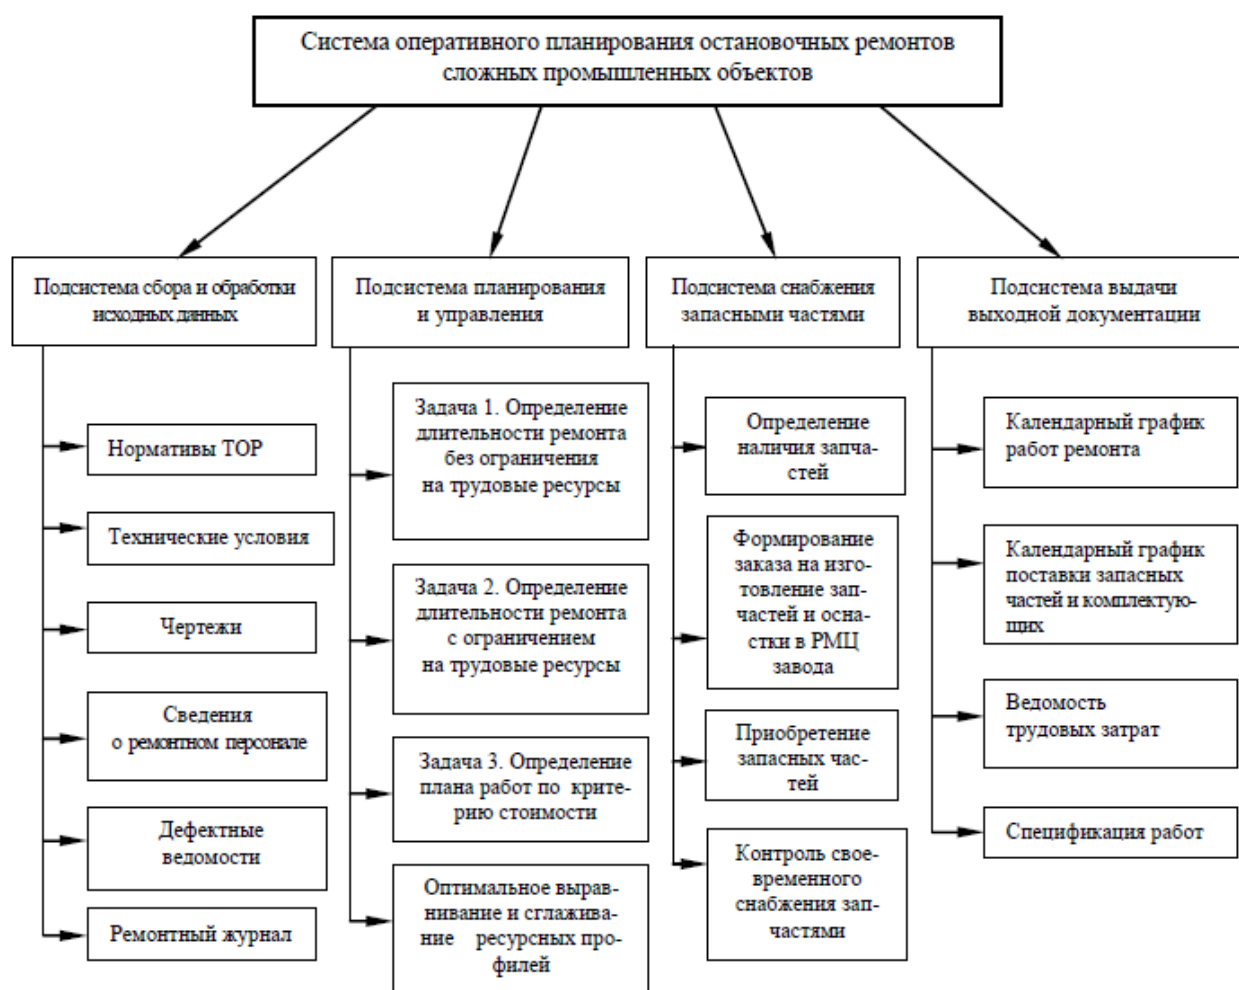 Система оперативного планирования остановочных ремонтов
сложных промышленных объектов
Подсистема сбора и обработки
исходных данных
Нормативы ТОР
Технические условия
Чертежи
Сведения
о ремонтном персонале
Дефектные
ведомости
Ремонтный журнал
Подсистема планирования
и управления
Задача 1. Определение
длительности ремонта
без ограничения
на трудовые ресурсы
Задача 2. Определение
длительности ремонта
с ограничением
на трудовые ресурсы
Задача 3. Определение
плана работ по критe-
рию стоимости
Оптимальное вырав-
нивание и сглажива-
ние ресурсных про-
филей
Подсистема снабжения
запасными частями
Определение
наличия запча-
стей
Формирование
заказа на изго-
товление зап-
частей и осна-
стки в РМЦ
завода
Приобретение
запасных час-
тей
Контроль свое-
временного
снабжения зап-
частями
Подсистема выдачи
выходной документации
Календарный график
работ ремонта
Календарный график
поставки запасных
частей и комплектую-
щих
Ведомость
трудовых затрат
Спецификация работ